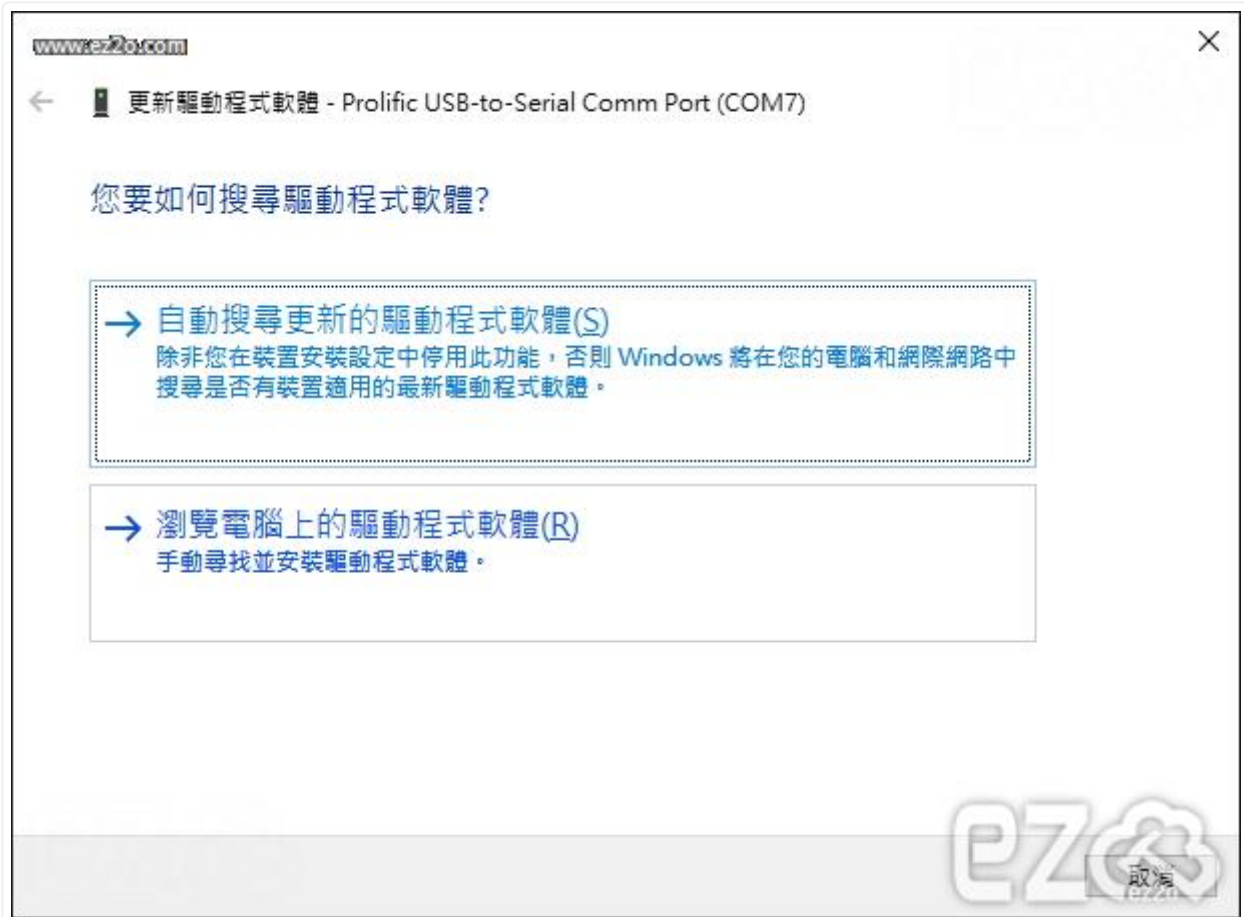 www.ez2o.com
更新驅動程式軟體 - Prolific USB-to-Serial Comm Port (COM7)
您要如何搜尋驅動程式軟體?
自動搜尋更新的驅動程式軟體(S)
除非您在裝置安裝設定中停用此功能，否則 Windows 將在您的電腦和網際網路中
搜尋是否有裝置適用的最新驅動程式軟體。
瀏覽電腦上的驅動程式軟體(R)
手動尋找並安裝驅動程式軟體。
ez
取消
ez2o